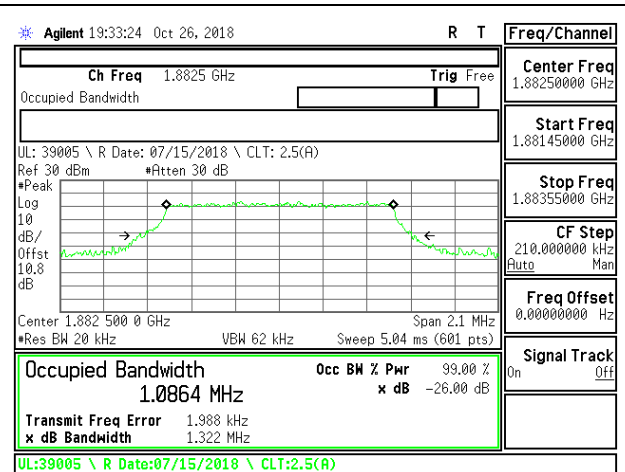 Agilent 19:33:24 Oct 26, 2018 R T
Freq/Channel
Ch Freq 1.8825 GHz Trig Free
Occupied Bandwidth
Center Freq
1.88250000 GHz
Start Freq
1.88145000 GHz
UL: 39005 \ R Date: 07/15/2018 \ CLT: 2.5(A)
Ref 30 dBm #Atten 30 dB
#Peak
Log
10
dB/
Offst
10.8
dB
Stop Freq
1.88355000 GHz
CF Step
210.000000 kHz
Auto Man
Freq Offset
0.00000000 Hz
Center 1.882 500 0 GHz Span 2.1 MHz
#Res BW 20 kHz VBW 62 kHz Sweep 5.04 ms (601 pts)
Signal Track
On Off
Occupied Bandwidth Occ BW % Pwr 99.00 %
1.0864 MHz x dB -26.00 dB
Transmit Freq Error 1.988 kHz
x dB Bandwidth 1.322 MHz
UL:39005 \ R Date:07/15/2018 \ CLT:2.5(A)